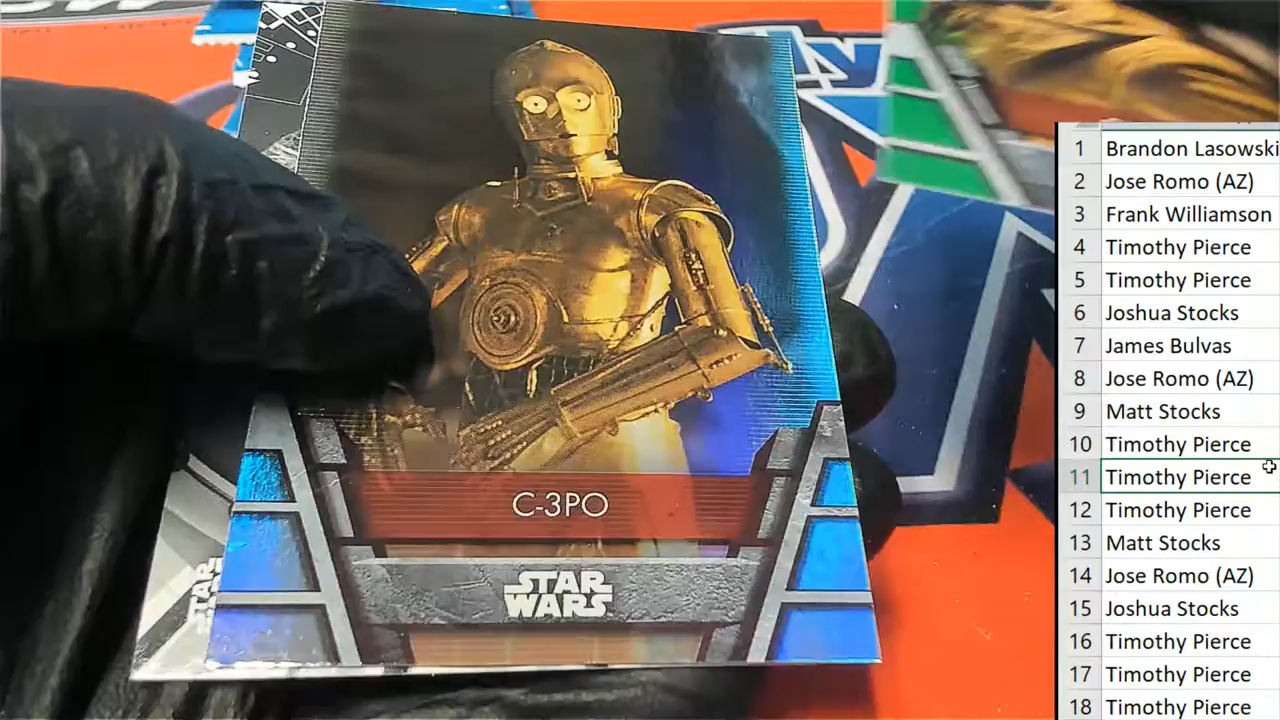 C-3PO
STAR
WARS
STAR
1 Brandon Lasowski
2 Jose Romo (AZ)
3 Frank Williamson
4 Timothy Pierce
5 Timothy Pierce
6 Joshua Stocks
7 James Bulvas
8 Jose Romo (AZ)
9 Matt Stocks
10 Timothy Pierce
11 Timothy Pierce
12 Timothy Pierce
13 Matt Stocks
14 Jose Romo (AZ)
15 Joshua Stocks
16 Timothy Pierce
17 Timothy Pierce
18 Timothy Pierce